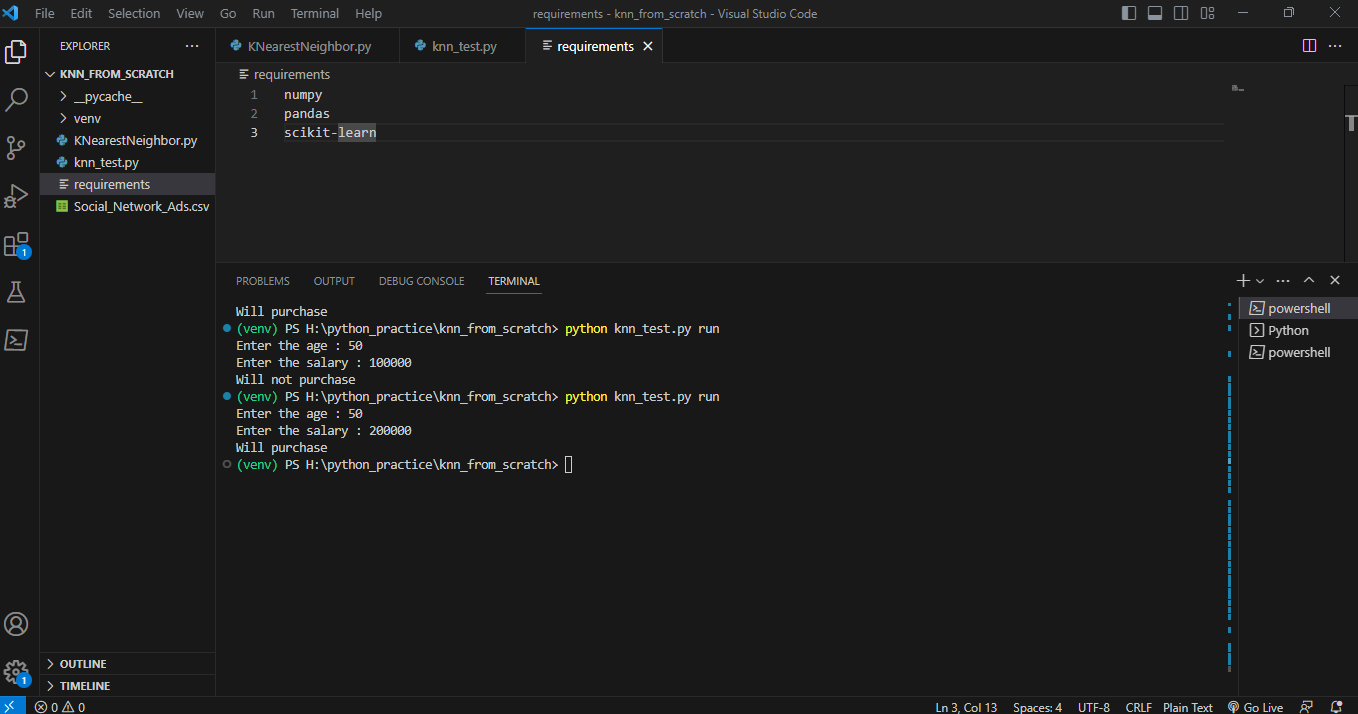 File Edit Selection View Go Run Terminal Help requirements - knn_from_scratch - Visual Studio Code
EXPLORER ···
KNN_FROM_SCRATCH
__pycache__
venv
KNearestNeighbor.py
knn_test.py
requirements
Social_Network_Ads.csv
OUTLINE
TIMELINE
KNearestNeighbor.py knn_test.py requirements
requirements
1 numpy
2 pandas
3 scikit-learn
PROBLEMS OUTPUT DEBUG CONSOLE TERMINAL
Will purchase
(venv) PS H:\python_practice\knn_from_scratch> python knn_test.py run
Enter the age : 50
Enter the salary : 100000
Will not purchase
(venv) PS H:\python_practice\knn_from_scratch> python knn_test.py run
Enter the age : 50
Enter the salary : 200000
Will purchase
(venv) PS H:\python_practice\knn_from_scratch>
powershell
Python
powershell
1
1
0 0 Ln 3, Col 13 Spaces: 4 UTF-8 CRLF Plain Text Go Live